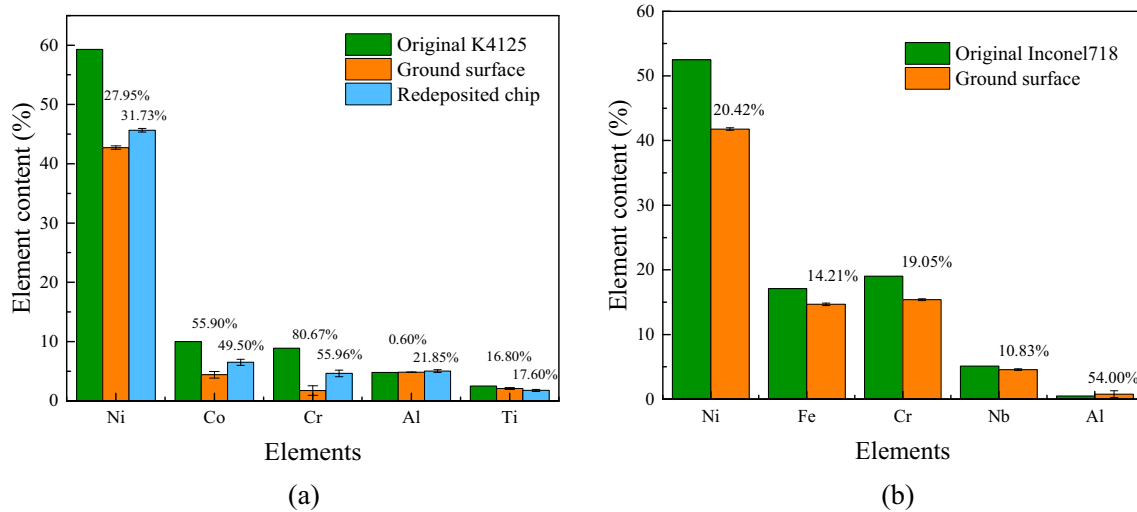 Original K4125
Ground surface
Redeposited chip
60
50
40
30
20
10
0
Element content (%)
27.95%
31.73%
55.90%
49.50%
80.67%
55.96%
0.60%
21.85%
16.80%
17.60%
Ni Co Cr Al Ti
Elements
(a)
Original Inconel718
Ground surface
60
50
40
30
20
10
0
Element content (%)
20.42%
14.21%
19.05%
10.83%
54.00%
Ni Fe Cr Nb Al
Elements
(b)